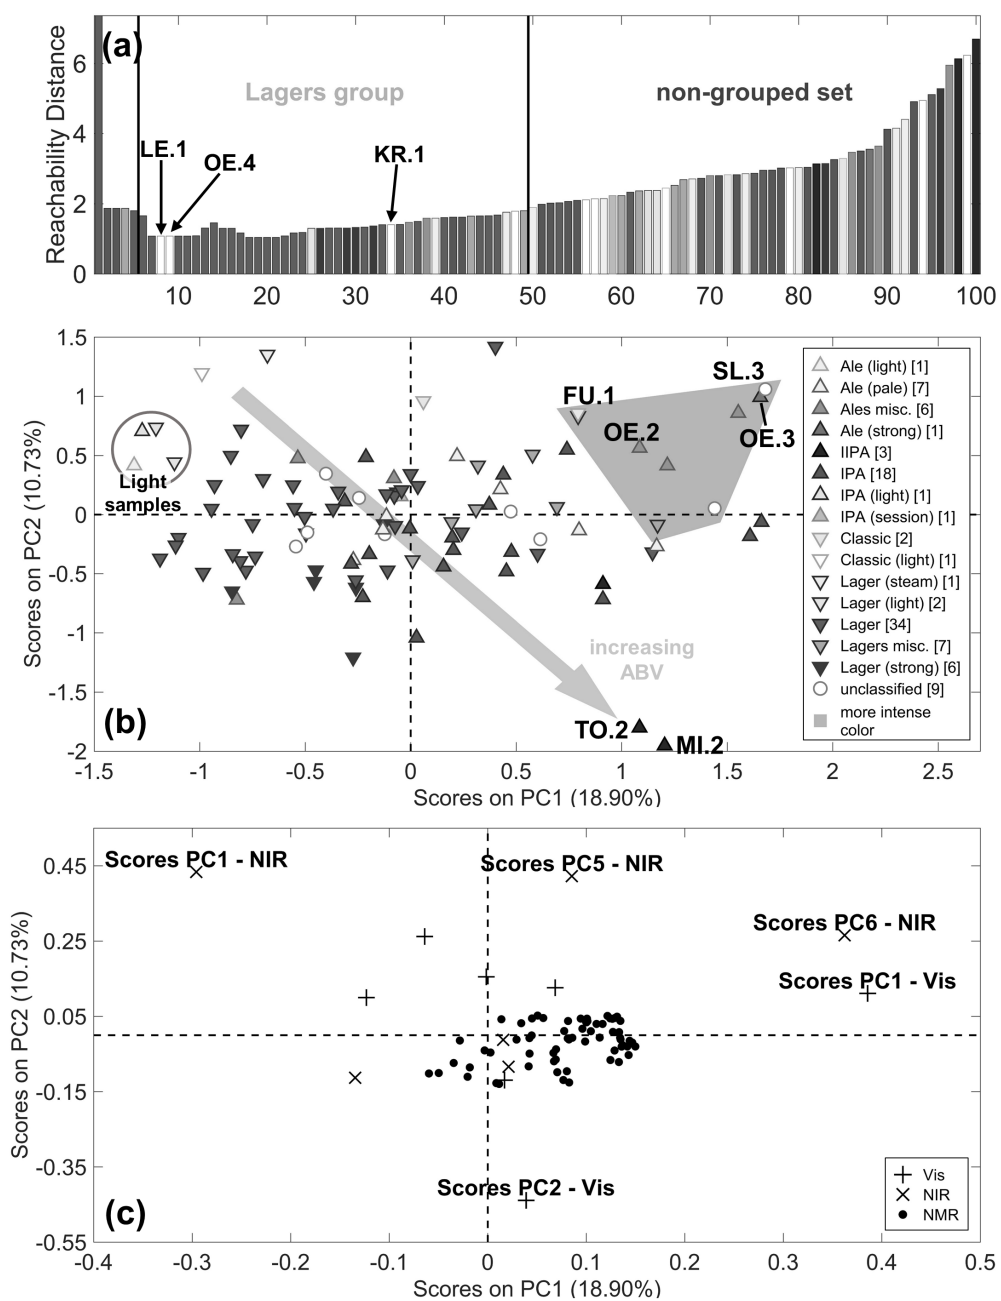 (a)
Reachability Distance
6
4
2
0
Lagers group
non-grouped set
LE.1
OE.4
KR.1
10 20 30 40 50 60 70 80 90 100
(b)
Scores on PC2 (10.73%)
1.5
1
0.5
0
-0.5
-1
-1.5
-2
Light
samples
FU.1
SL.3
OE.2
OE.3
increasing
ABV
TO.2
MI.2
Ale (light) [1]
Ale (pale) [7]
Ales misc. [6]
Ale (strong) [1]
IIPA [3]
IPA [18]
IPA (light) [1]
IPA (session) [1]
Classic [2]
Classic (light) [1]
Lager (steam) [1]
Lager (light) [2]
Lager [34]
Lagers misc. [7]
Lager (strong) [6]
unclassified [9]
more intense
color
-1.5 -1 -0.5 0 0.5 1 1.5 2 2.5
Scores on PC1 (18.90%)
(c)
Scores on PC2 (10.73%)
0.45
0.25
0.05
-0.15
-0.35
-0.55
Scores PC1 - NIR
Scores PC5 - NIR
Scores PC6 - NIR
Scores PC1 - Vis
Scores PC2 - Vis
Vis
NIR
NMR
-0.4 -0.3 -0.2 -0.1 0 0.1 0.2 0.3 0.4 0.5
Scores on PC1 (18.90%)